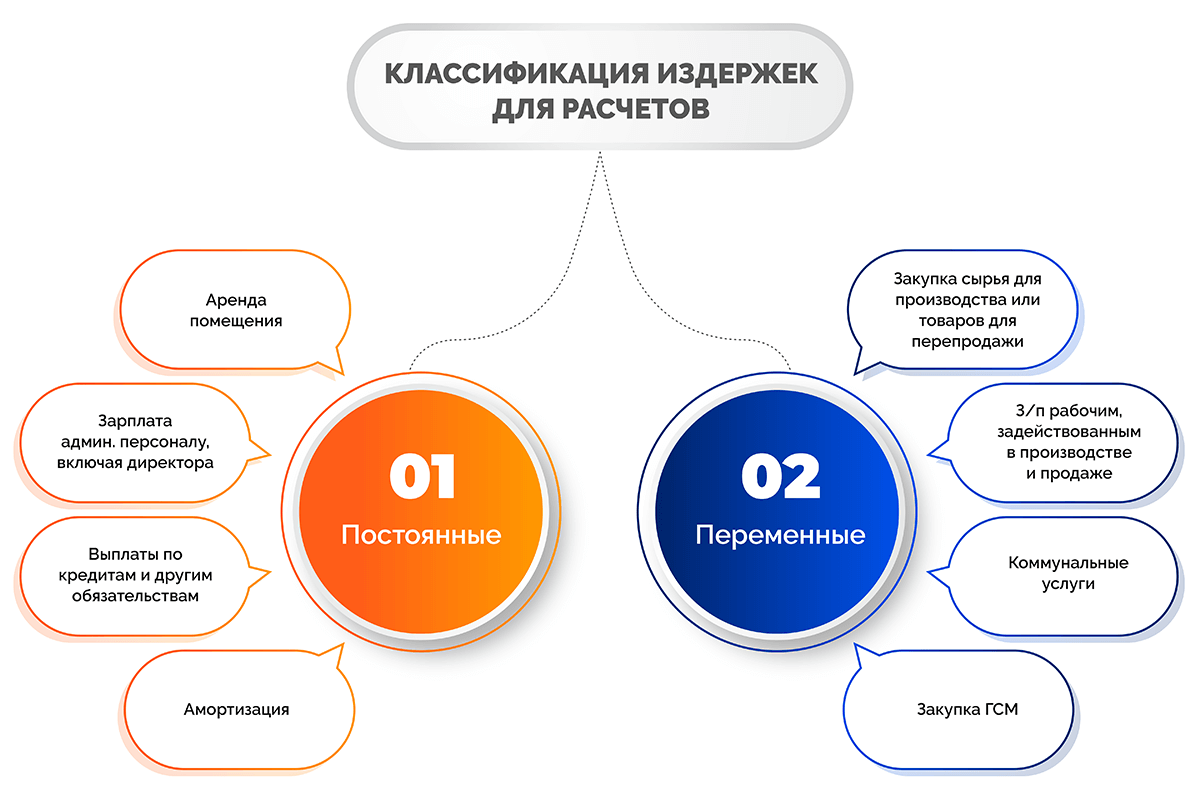 КЛАССИФИКАЦИЯ ИЗДЕРЖЕК
ДЛЯ РАСЧЕТОВ
01
Постоянные
Аренда
помещения
Зарплата
админ. персоналу,
включая директора
Выплаты по
кредитам и другим
обязательствам
Амортизация
02
Переменные
Закупка сырья для
производства или
товаров для
перепродажи
З/п рабочим,
задействованным
в производстве
и продаже
Коммунальные
услуги
Закупка ГСМ